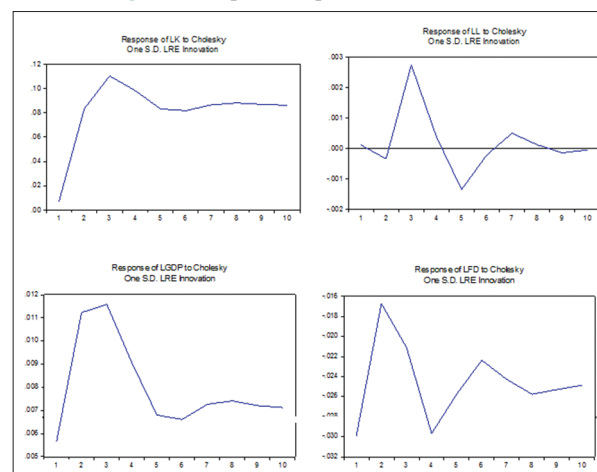 Response of LK to Cholesky
One S.D. LRE Innovation
.12
.10
.08
.06
.04
.02
.00
1 2 3 4 5 6 7 8 9 10
Response of LL to Cholesky
One S.D. LRE Innovation
.003
.002
.001
.000
-.001
-.002
1 2 3 4 5 6 7 8 9 10
Response of LGDP to Cholesky
One S.D. LRE Innovation
.012
.011
.010
.009
.008
.007
.006
.005
1 2 3 4 5 6 7 8 9 10
Response of LFD to Cholesky
One S.D. LRE Innovation
-.016
-.018
-.020
-.022
-.024
-.026
-.028
-.030
-.032
1 2 3 4 5 6 7 8 9 10